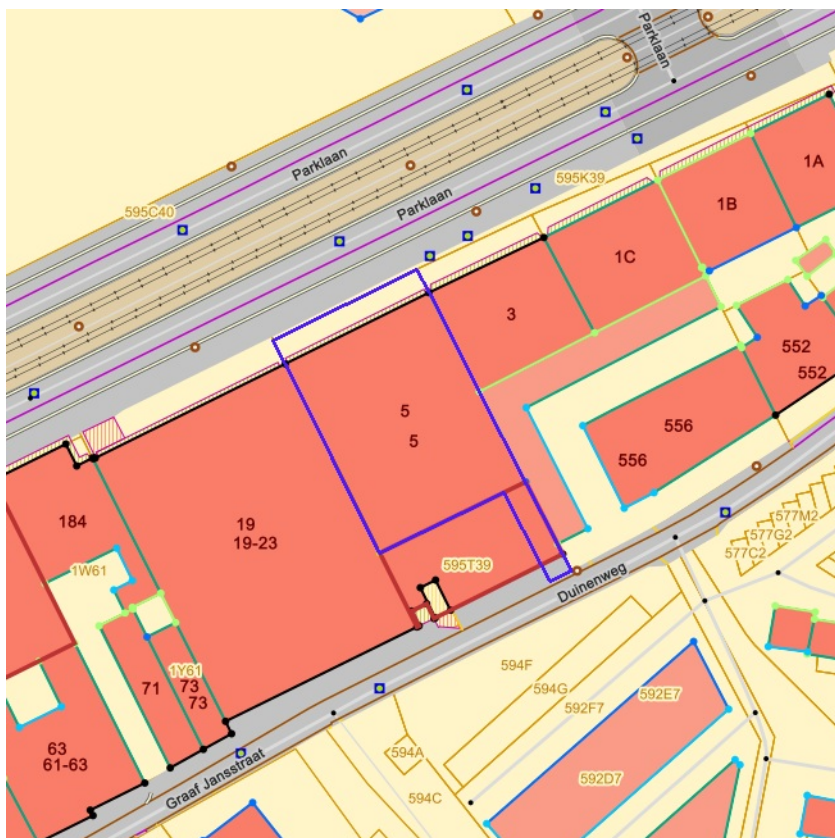 Parklaan
Parklaan
Parklaan
595C40
595K39
1A
1B
1C
3
5
5
552
552
556
556
184
19
19-23
1W61
595T39
577M2
577G2
577C2
Duinenweg
1Y61
71
73
73
63
61-63
594F
594G
592F7
592E7
594A
594C
592D7
Graaf Jansstraat